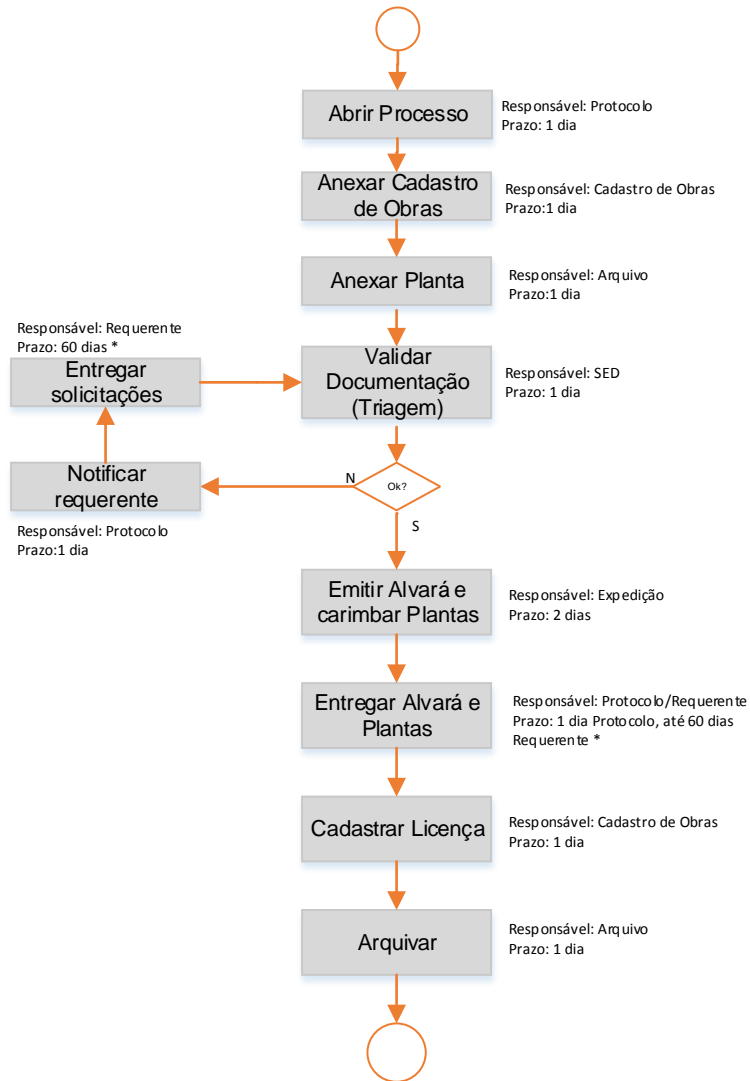 Abrir Processo
Responsável: Protocolo
Prazo: 1 dia
Anexar Cadastro
de Obras
Responsável: Cadastro de Obras
Prazo:1 dia
Anexar Planta
Responsável: Arquivo
Prazo:1 dia
Responsável: Requerente
Prazo: 60 dias *
Entregar
solicitações
Validar
Documentação
(Triagem)
Responsável: SED
Prazo: 1 dia
Notificar
requerente
Responsável: Protocolo
Prazo:1 dia
N
Ok?
S
Emitir Alvará e
carimbar Plantas
Responsável: Expedição
Prazo: 2 dias
Entregar Alvará e
Plantas
Responsável: Protocolo/Requerente
Prazo: 1 dia Protocolo, até 60 dias
Requerente *
Cadastrar Licença
Responsável: Cadastro de Obras
Prazo: 1 dia
Arquivar
Responsável: Arquivo
Prazo: 1 dia